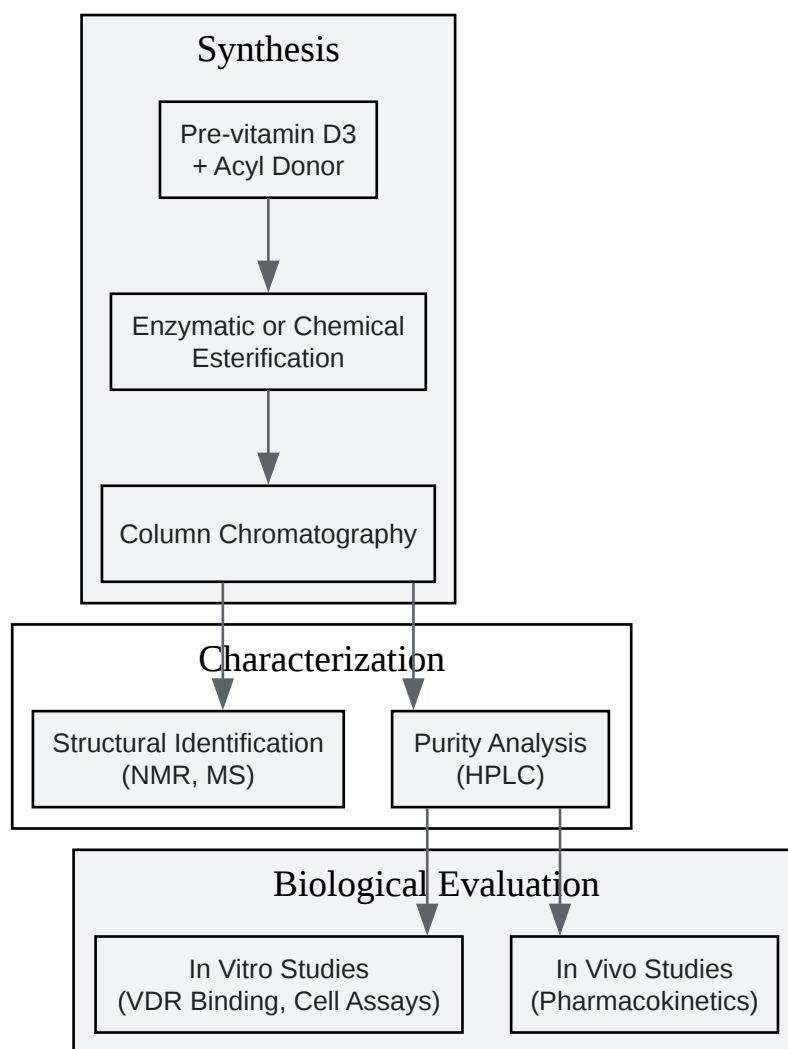 Synthesis
Pre-vitamin D3
+ Acyl Donor
Enzymatic or Chemical
Esterification
Column Chromatography
Characterization
Structural Identification
(NMR, MS)
Purity Analysis
(HPLC)
Biological Evaluation
In Vitro Studies
(VDR Binding, Cell Assays)
In Vivo Studies
(Pharmacokinetics)